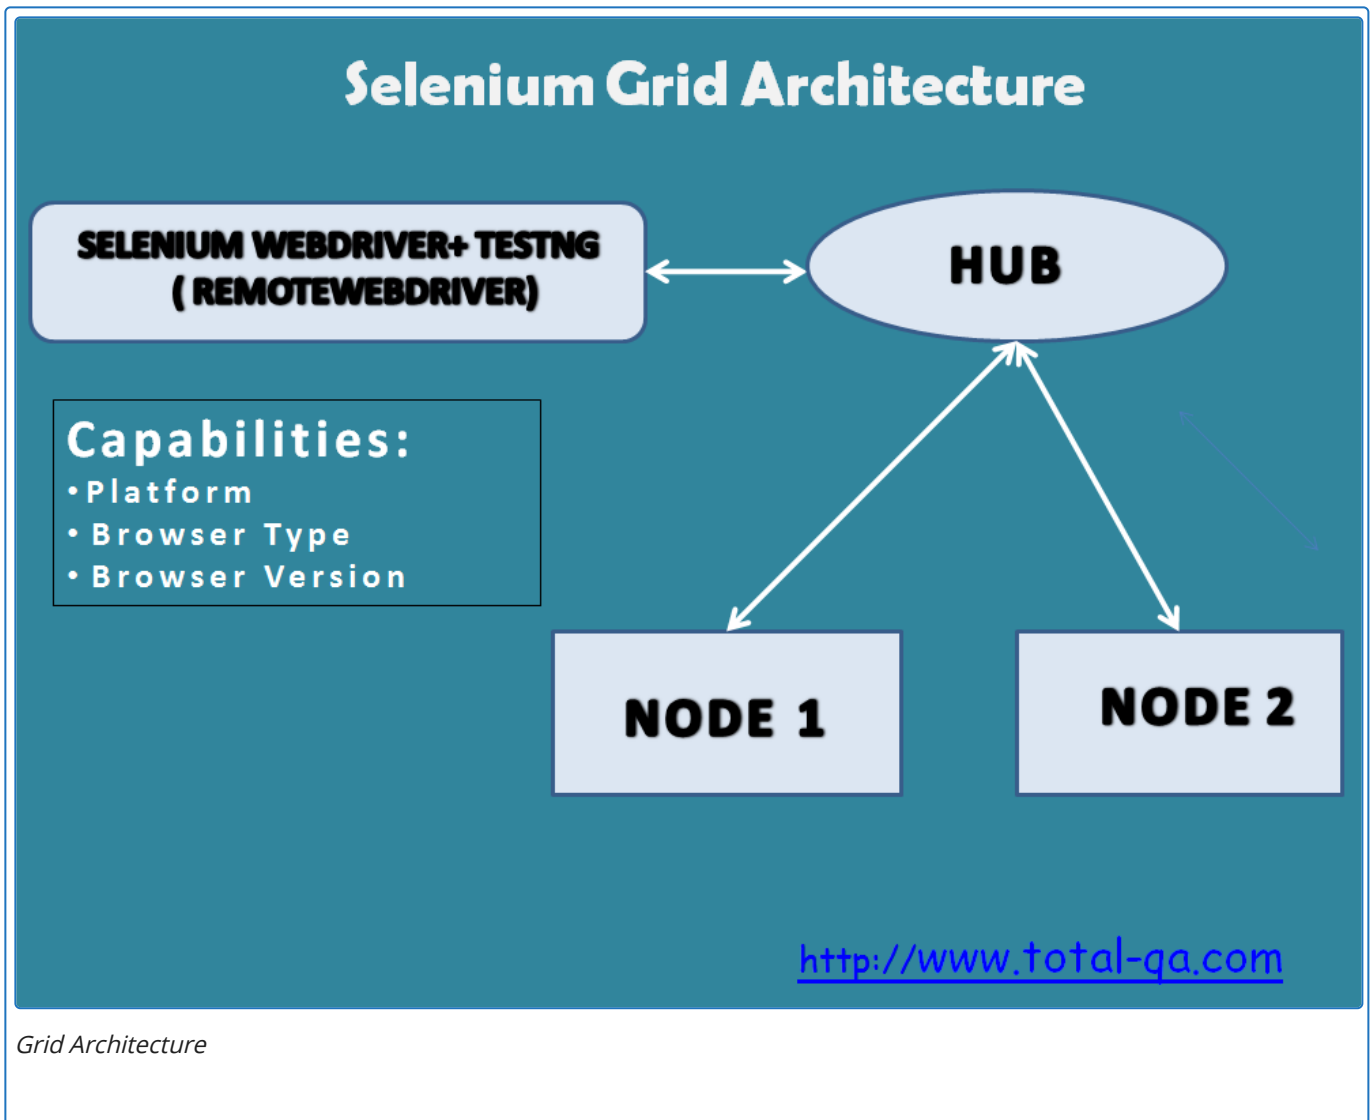 Selenium Grid Architecture
SELENIUM WEBDRIVER+ TESTNG
( REMOTEWEBDRIVER)
HUB
Capabilities:
• Platform
• Browser Type
• Browser Version
NODE 1
NODE 2
http://www.total-qa.com
Grid Architecture